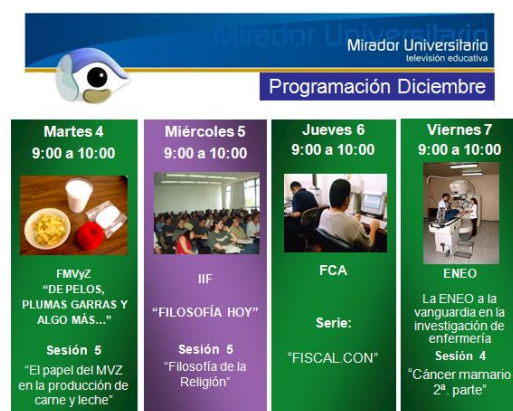 Mirador Universitario
Mirador Universitario
televisión educativa
Programación Diciembre
Martes 4
9:00 a 10:00
FMVyZ
“DE PELOS,
PLUMAS GARRAS Y
ALGO MÁS...”
Sesión 5
“El papel del MVZ
en la producción de
carne y leche”
Miércoles 5
9:00 a 10:00
IIF
“FILOSOFÍA HOY”
Sesión 5
“Filosofía de la
Religión”
Jueves 6
9:00 a 10:00
FCA
Serie:
“FISCAL.CON”
Viernes 7
9:00 a 10:00
ENEO
La ENEO a la
vanguardia en la
investigación de
enfermería
Sesión 4
“Cáncer mamario
2ª. parte”